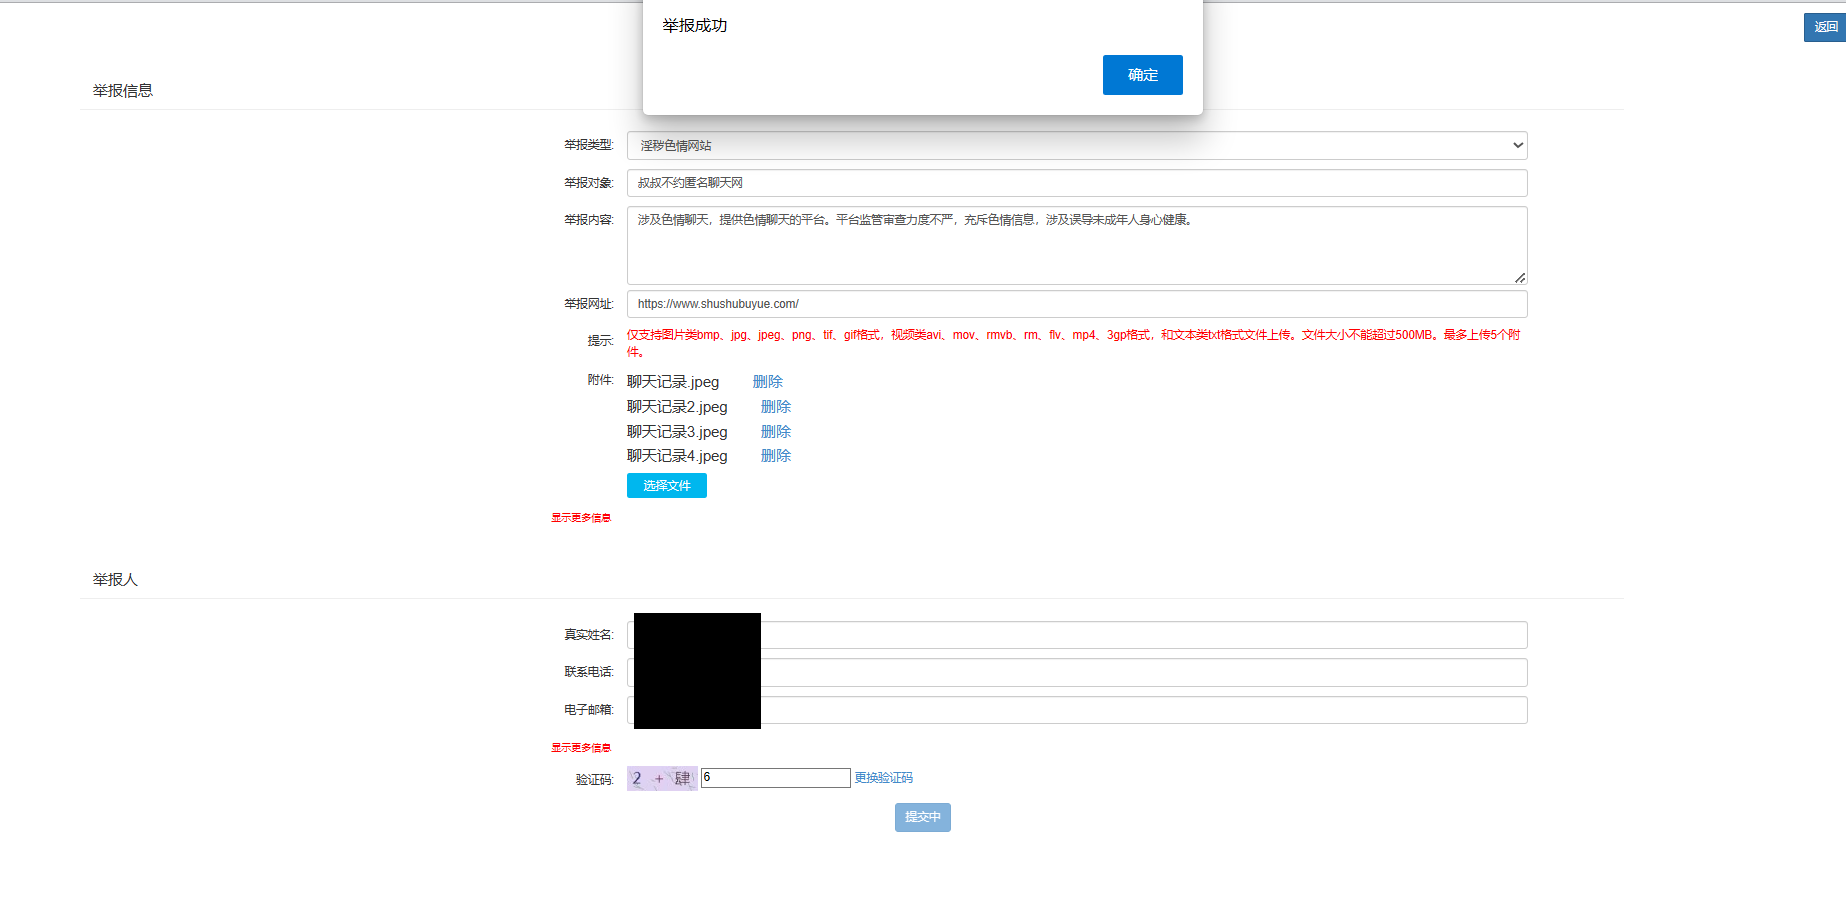 举报成功
确定
返回
举报信息
举报类型: 淫秽色情网站
举报对象: 叔叔不约匿名聊天网
举报内容: 涉及色情聊天，提供色情聊天的平台。平台监管审查力度不严，充斥色情信息，涉及误导未成年人身心健康。
举报网址: https://www.shushubuyue.com/
提示: 仅支持图片类bmp、jpg、jpeg、png、tif、gif格式，视频类avi、mov、rmvb、rm、flv、mp4、3gp格式，和文本类txt格式文件上传。文件大小不能超过500MB。最多上传5个附
件。
附件: 聊天记录.jpeg 删除
聊天记录2.jpeg 删除
聊天记录3.jpeg 删除
聊天记录4.jpeg 删除
选择文件
显示更多信息
举报人
真实姓名:
联系电话:
电子邮箱:
显示更多信息
验证码: 2 + 肆 6 更换验证码
提交中